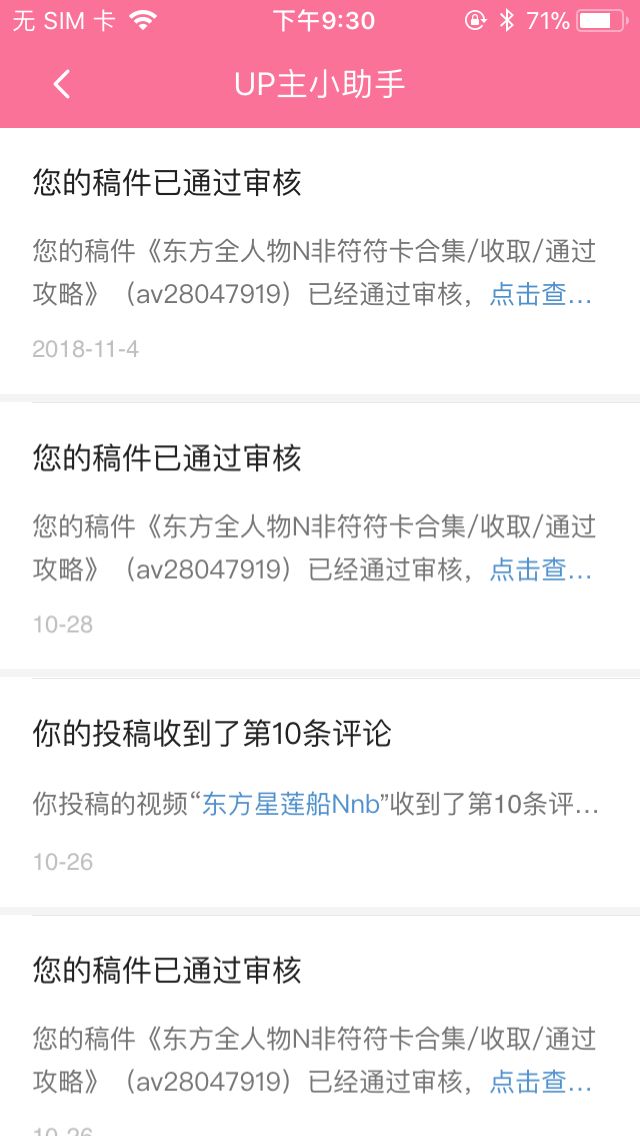 无 SIM 卡 下午9:30 71%
UP主小助手
您的稿件已通过审核
您的稿件《东方全人物N非符符卡合集/收取/通过
攻略》（av28047919）已经通过审核，点击查…
2018-11-4
您的稿件已通过审核
您的稿件《东方全人物N非符符卡合集/收取/通过
攻略》（av28047919）已经通过审核，点击查…
10-28
你的投稿收到了第10条评论
你投稿的视频“东方星莲船Nnb”收到了第10条评…
10-26
您的稿件已通过审核
您的稿件《东方全人物N非符符卡合集/收取/通过
攻略》（av28047919）已经通过审核，点击查…
10-26